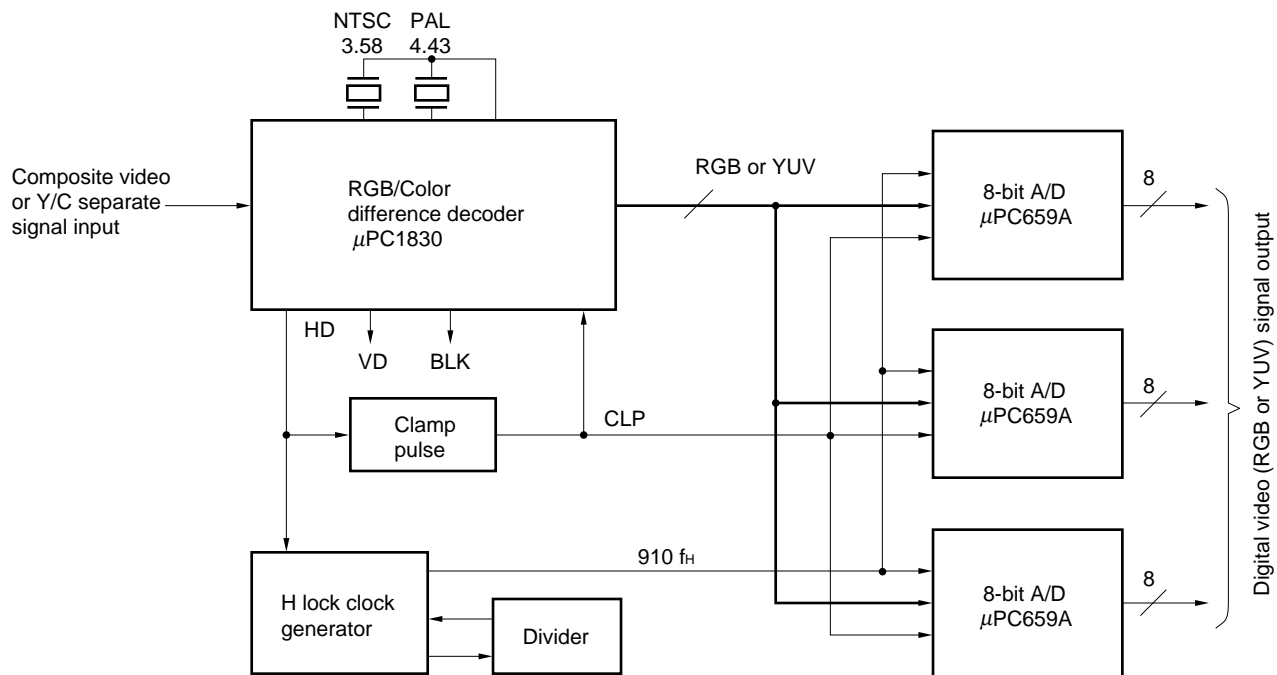 NTSC PAL
3.58 4.43
Composite video
or Y/C separate
signal input
RGB/Color
difference decoder
μPC1830
RGB or YUV
8-bit A/D
μPC659A
8
HD
VD
BLK
8-bit A/D
μPC659A
8
Clamp
pulse
CLP
910 fH
H lock clock
generator
Divider
8-bit A/D
μPC659A
8
Digital video (RGB or YUV) signal output